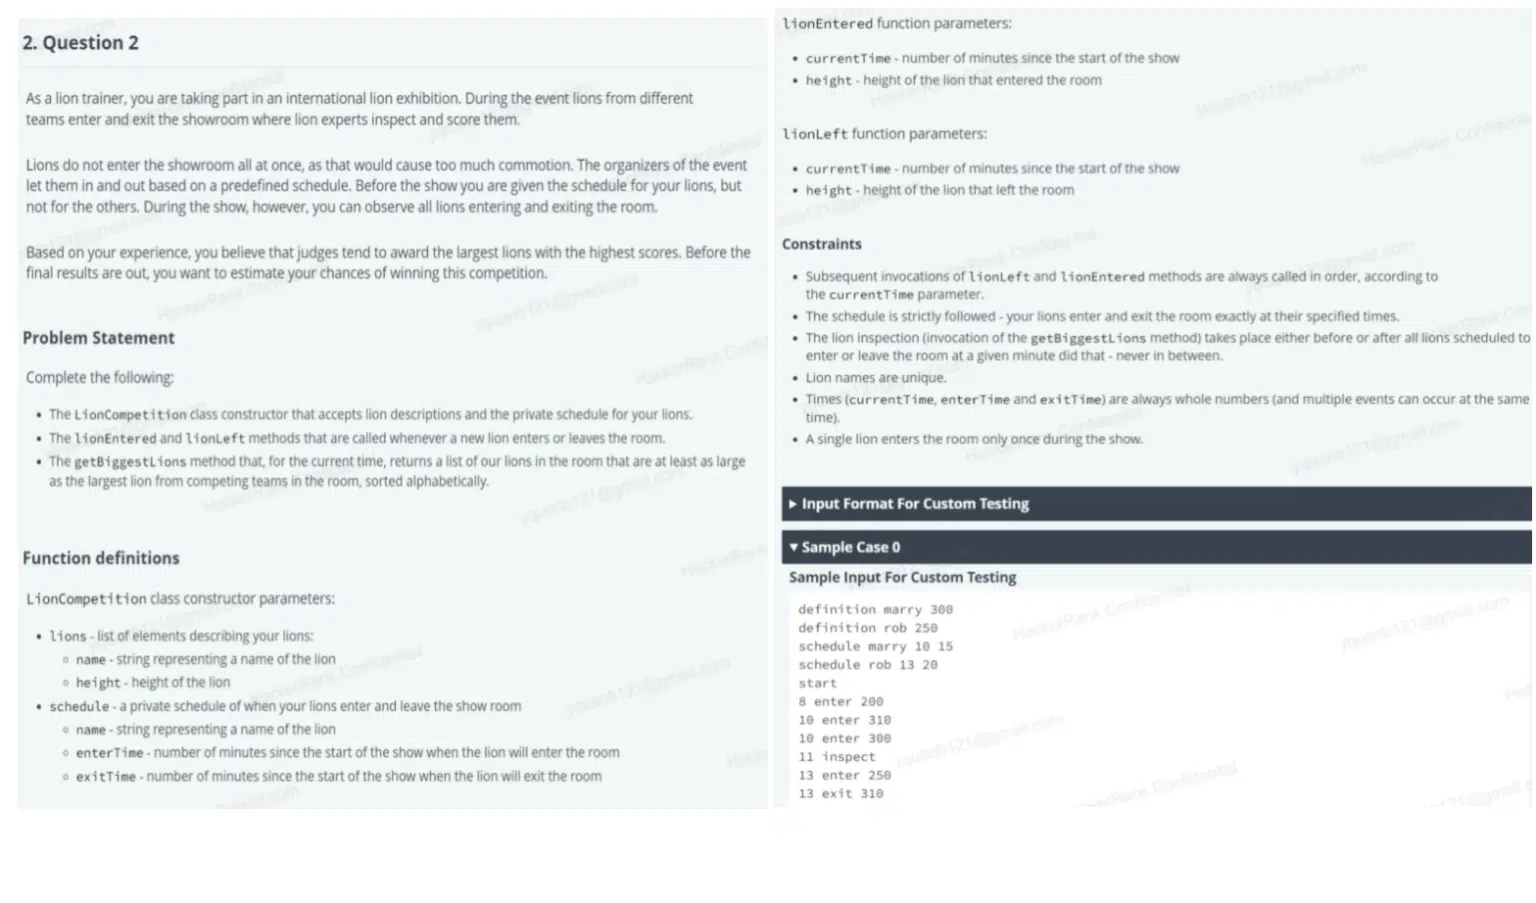 2. Question 2
As a lion trainer, you are taking part in an international lion exhibition. During the event lions from different
teams enter and exit the showroom where lion experts inspect and score them.
Lions do not enter the showroom all at once, as that would cause too much commotion. The organizers of the event
let them in and out based on a predefined schedule. Before the show you are given the schedule for your lions, but
not for the others. During the show, however, you can observe all lions entering and exiting the room.
Based on your experience, you believe that judges tend to award the largest lions with the highest scores. Before the
final results are out, you want to estimate your chances of winning this competition.
Problem Statement
Complete the following:
• The LionCompetition class constructor that accepts lion descriptions and the private schedule for your lions.
• The lionEntered and lionLeft methods that are called whenever a new lion enters or leaves the room.
• The getBiggestLions method that, for the current time, returns a list of our lions in the room that are at least as large
as the largest lion from competing teams in the room, sorted alphabetically.
Function definitions
LionCompetition class constructor parameters:
• lions - list of elements describing your lions:
◦ name - string representing a name of the lion
◦ height - height of the lion
• schedule - a private schedule of when your lions enter and leave the show room
◦ name - string representing a name of the lion
◦ enterTime - number of minutes since the start of the show when the lion will enter the room
◦ exitTime - number of minutes since the start of the show when the lion will exit the room
lionEntered function parameters:
• currentTime - number of minutes since the start of the show
• height - height of the lion that entered the room
lionLeft function parameters:
• currentTime - number of minutes since the start of the show
• height - height of the lion that left the room
Constraints
• Subsequent invocations of lionLeft and lionEntered methods are always called in order, according to
the currentTime parameter.
• The schedule is strictly followed - your lions enter and exit the room exactly at their specified times.
• The lion inspection (invocation of the getBiggestLions method) takes place either before or after all lions scheduled to
enter or leave the room at a given minute did that - never in between.
• Lion names are unique.
• Times (currentTime, enterTime and exitTime) are always whole numbers (and multiple events can occur at the same
time).
• A single lion enters the room only once during the show.
▶ Input Format For Custom Testing
▼ Sample Case 0
Sample Input For Custom Testing
definition marry 300
definition rob 250
schedule marry 10 15
schedule rob 13 20
start
8 enter 200
10 enter 310
10 enter 300
11 inspect
13 enter 250
13 exit 310